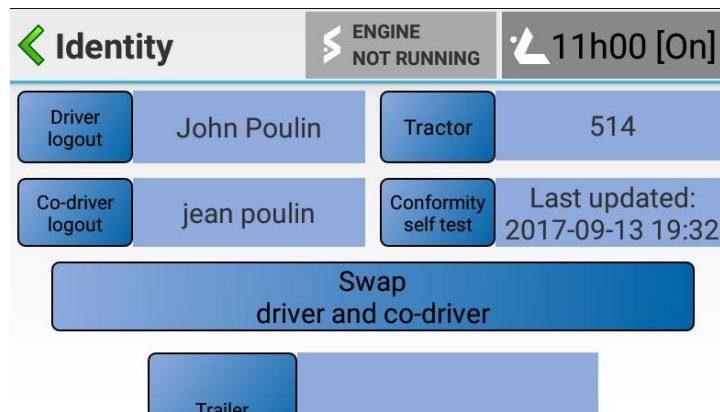 Identity
ENGINE
NOT RUNNING
11h00 [On]
Driver
logout
John Poulin
Tractor
514
Co-driver
logout
jean poulin
Conformity
self test
Last updated:
2017-09-13 19:32
Swap
driver and co-driver
Trailer